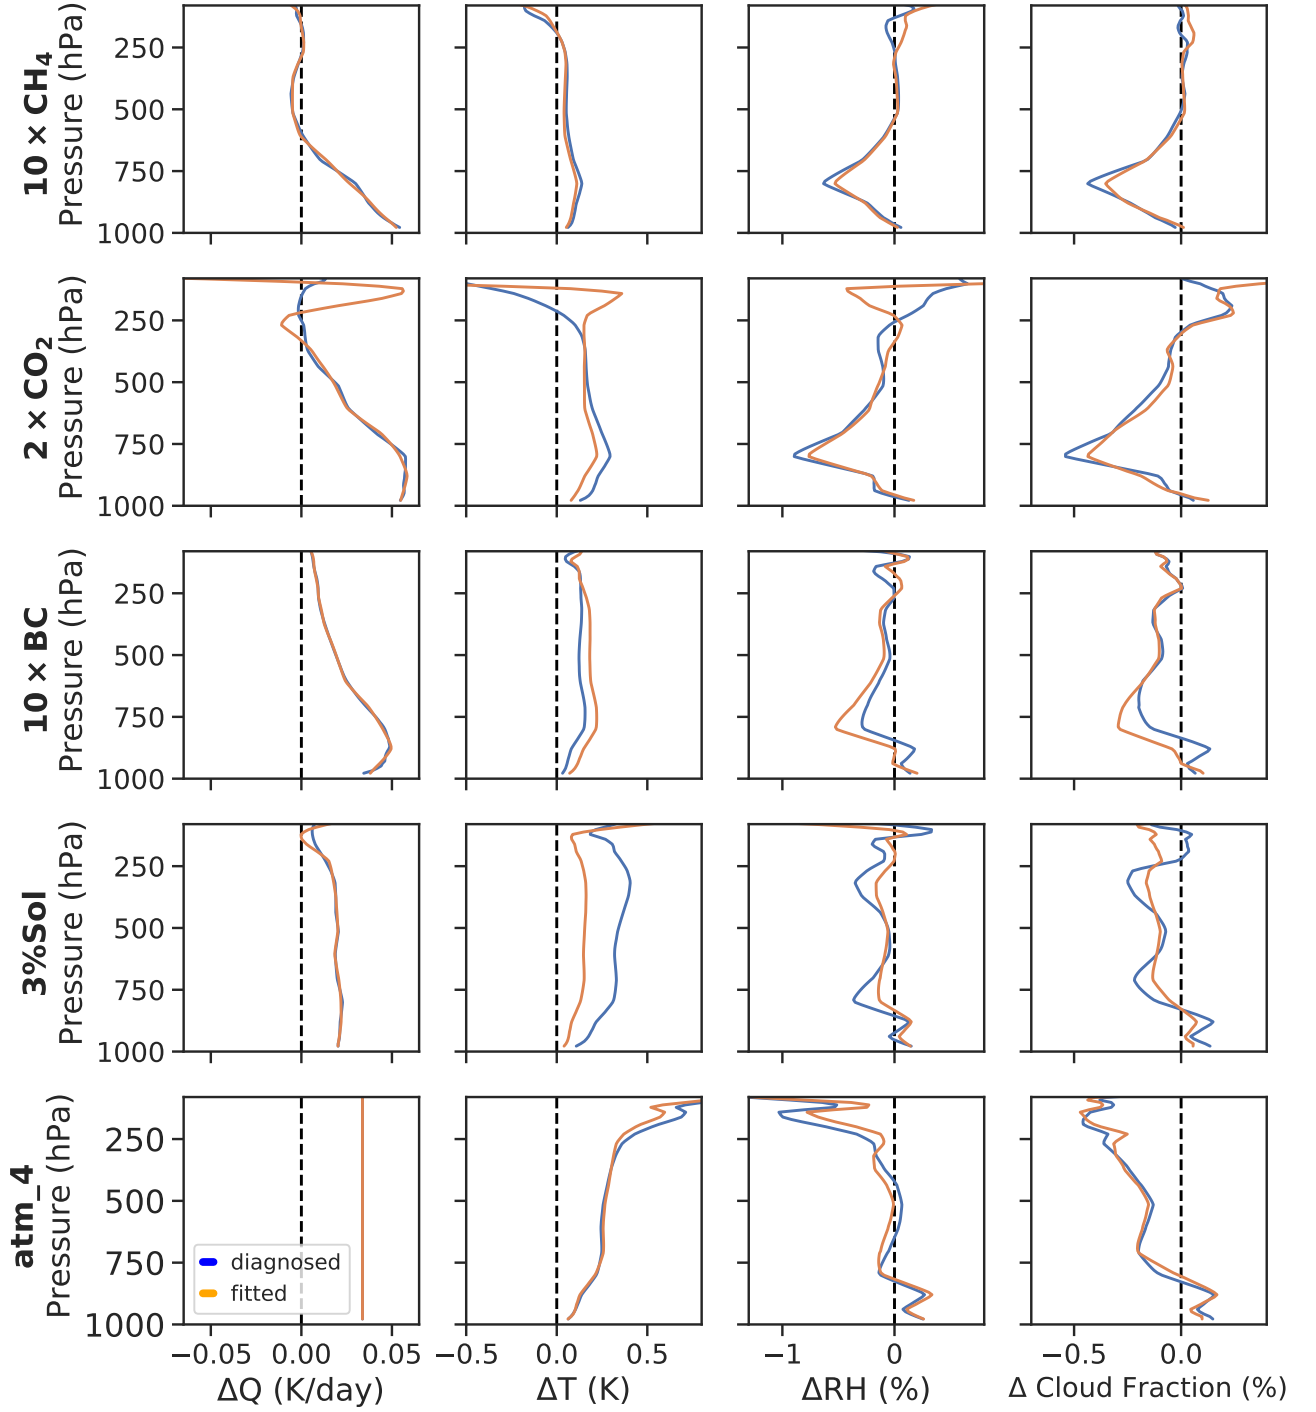 10 × CH4
Pressure (hPa)
250
500
750
1000
2 × CO2
Pressure (hPa)
250
500
750
1000
10 × BC
Pressure (hPa)
250
500
750
1000
3%Sol
Pressure (hPa)
250
500
750
1000
atm_4
Pressure (hPa)
250
500
750
1000
diagnosed
fitted
−0.05 0.00 0.05
−0.5 0.0 0.5
−1 0
−0.5 0.0
ΔQ (K/day)
ΔT (K)
ΔRH (%)
Δ Cloud Fraction (%)